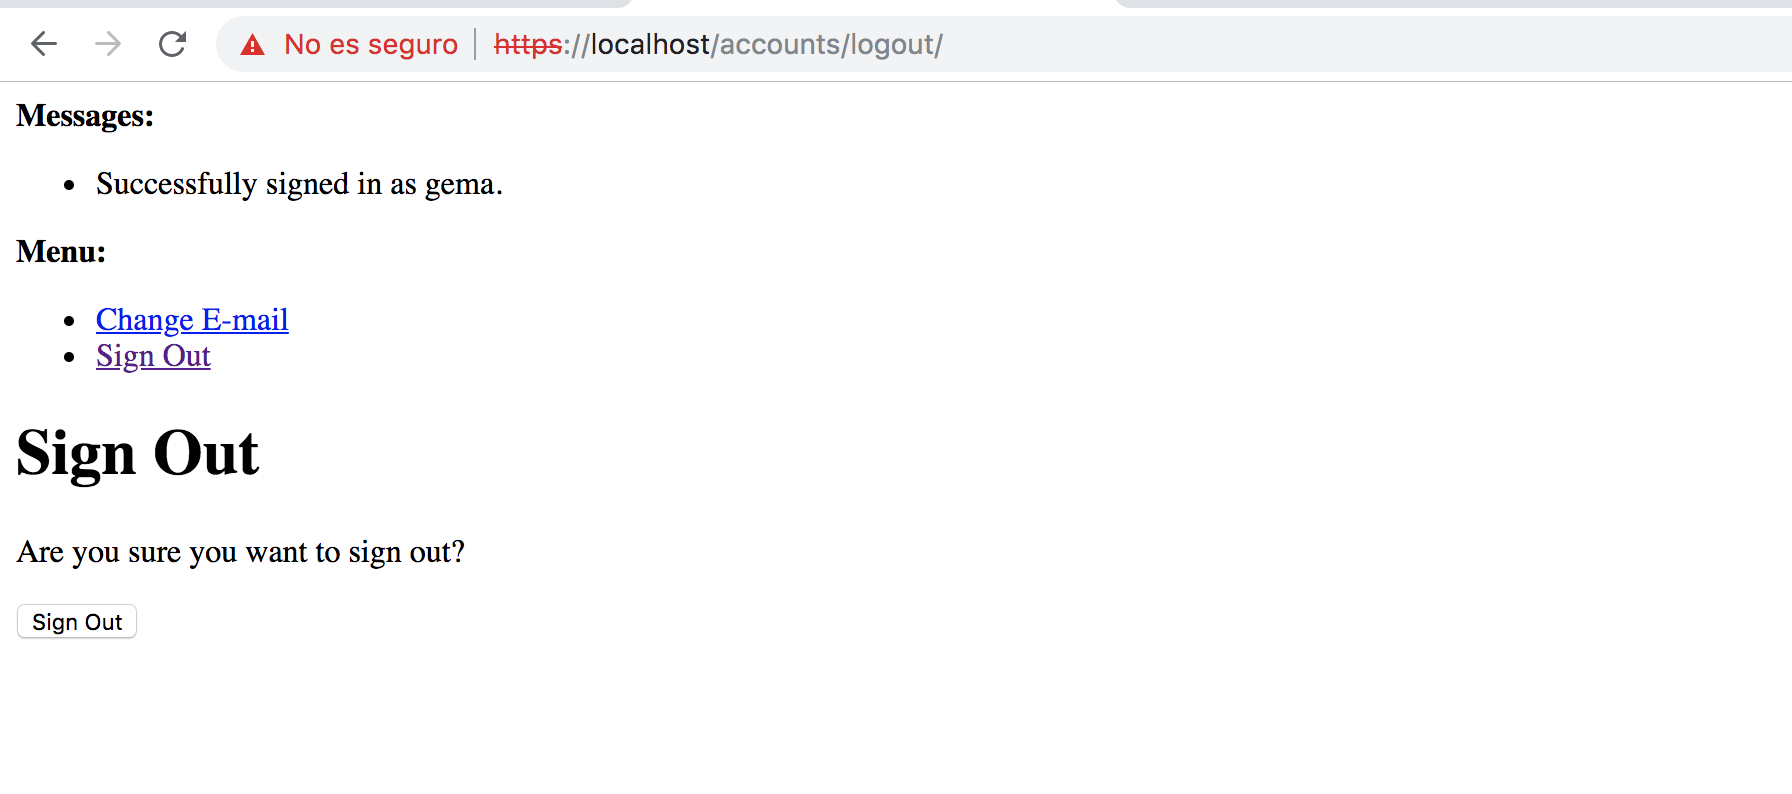 No es seguro | https://localhost/accounts/logout/
Messages:
Successfully signed in as gema.
Menu:
Change E-mail
Sign Out
Sign Out
Are you sure you want to sign out?
Sign Out